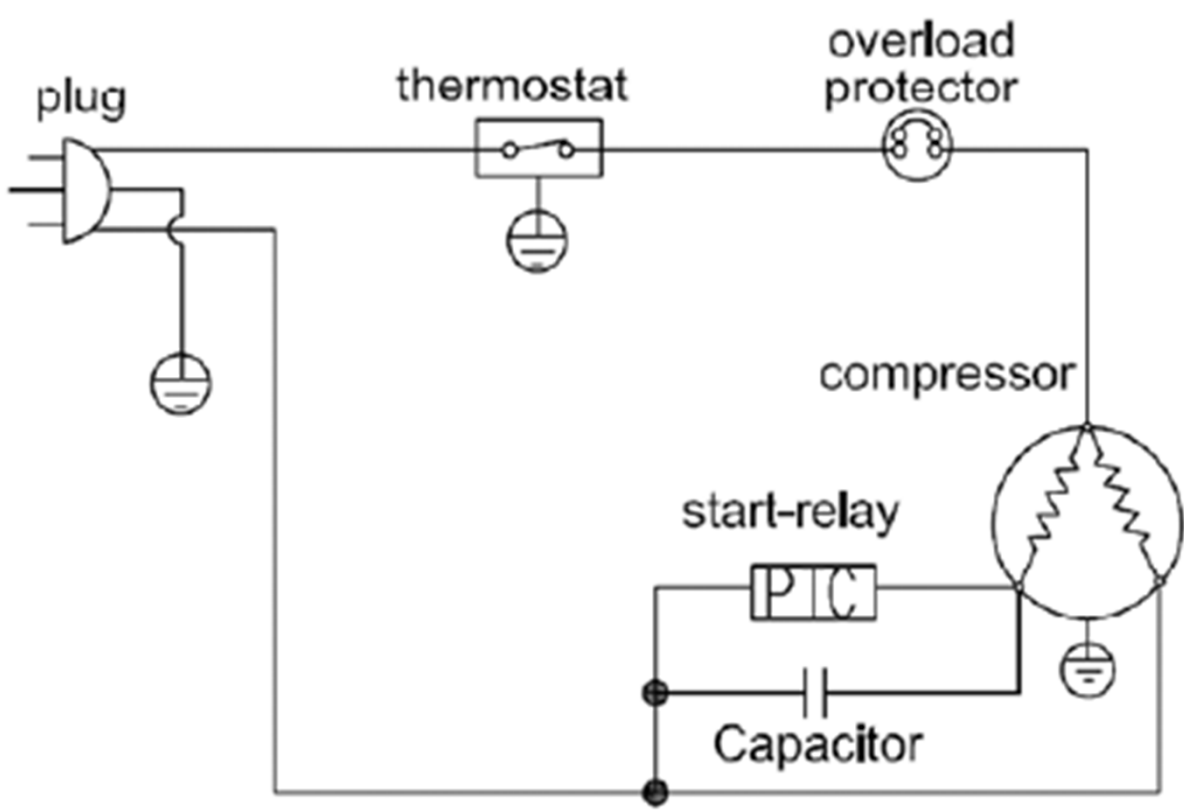 overload
protector
thermostat
plug
compressor
start-relay
P C
Capacitor